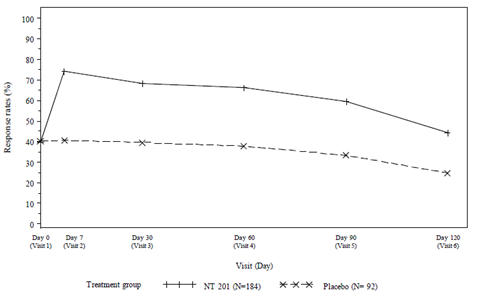 100
90
80
70
60
50
40
30
20
10
0
Response rates (%)
Day 0 Day 7 Day 30 Day 60 Day 90 Day 120
(Visit 1) (Visit 2) (Visit 3) (Visit 4) (Visit 5) (Visit 6)
Visit (Day)
Treatment group NT 201 (N=184) Placebo (N= 92)